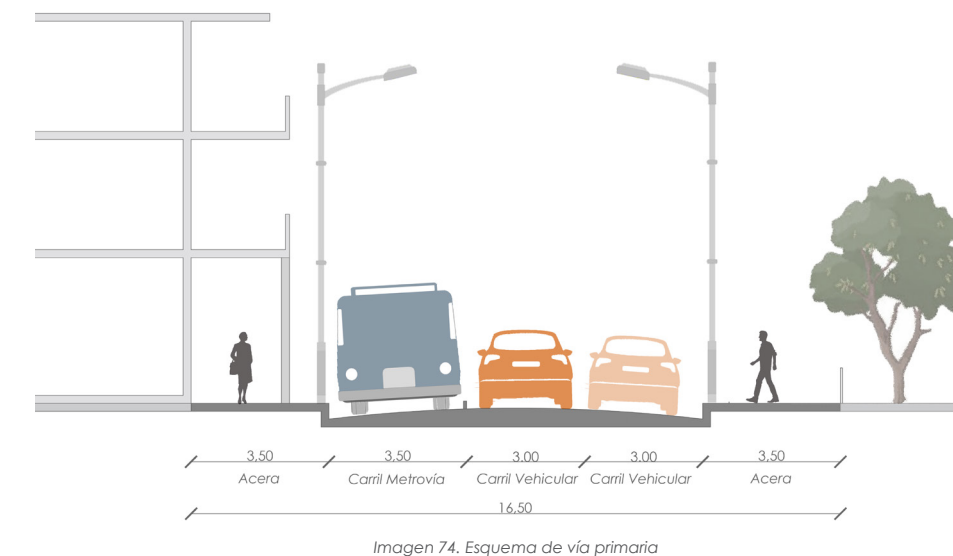 3,50 3,50 3,00 3,00 3,50
Acera Carril Metrovía Carril Vehicular Carril Vehicular Acera
16,50
Imagen 74. Esquema de vía primaria